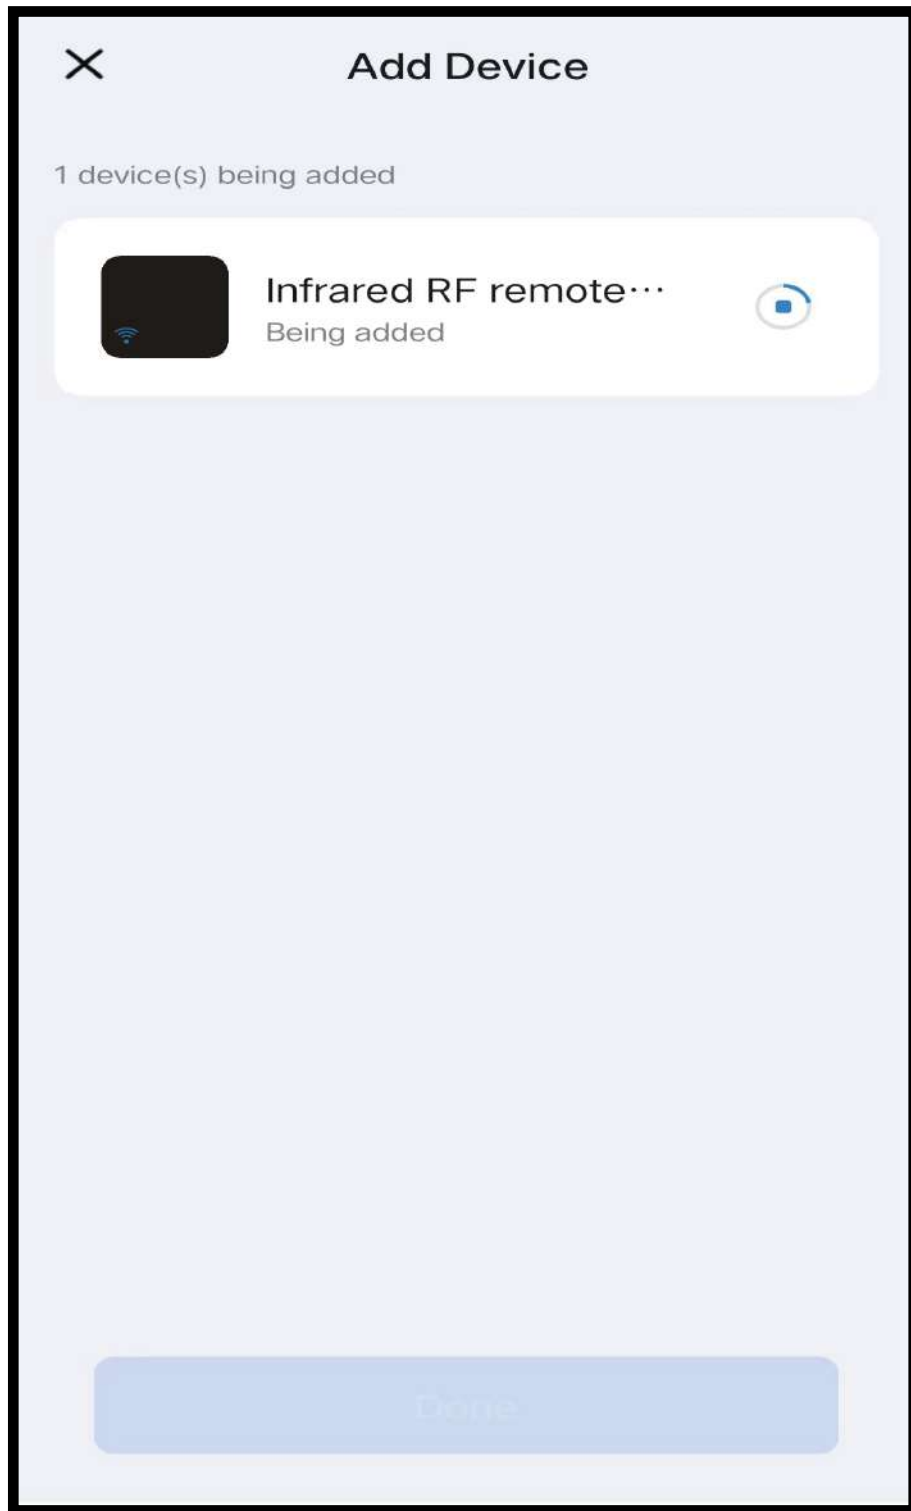 Add Device
1 device(s) being added
Infrared RF remote···
Being added
Done